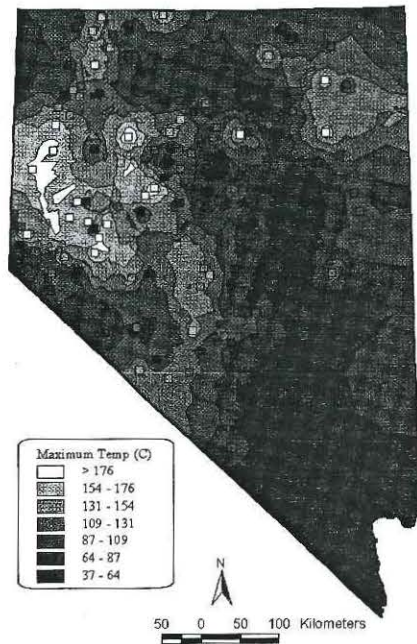 Maximum Temp (C)
> 176
154 - 176
131 - 154
109 - 131
87 - 109
64 - 87
37 - 64
N
50 0 50 100 Kilometers